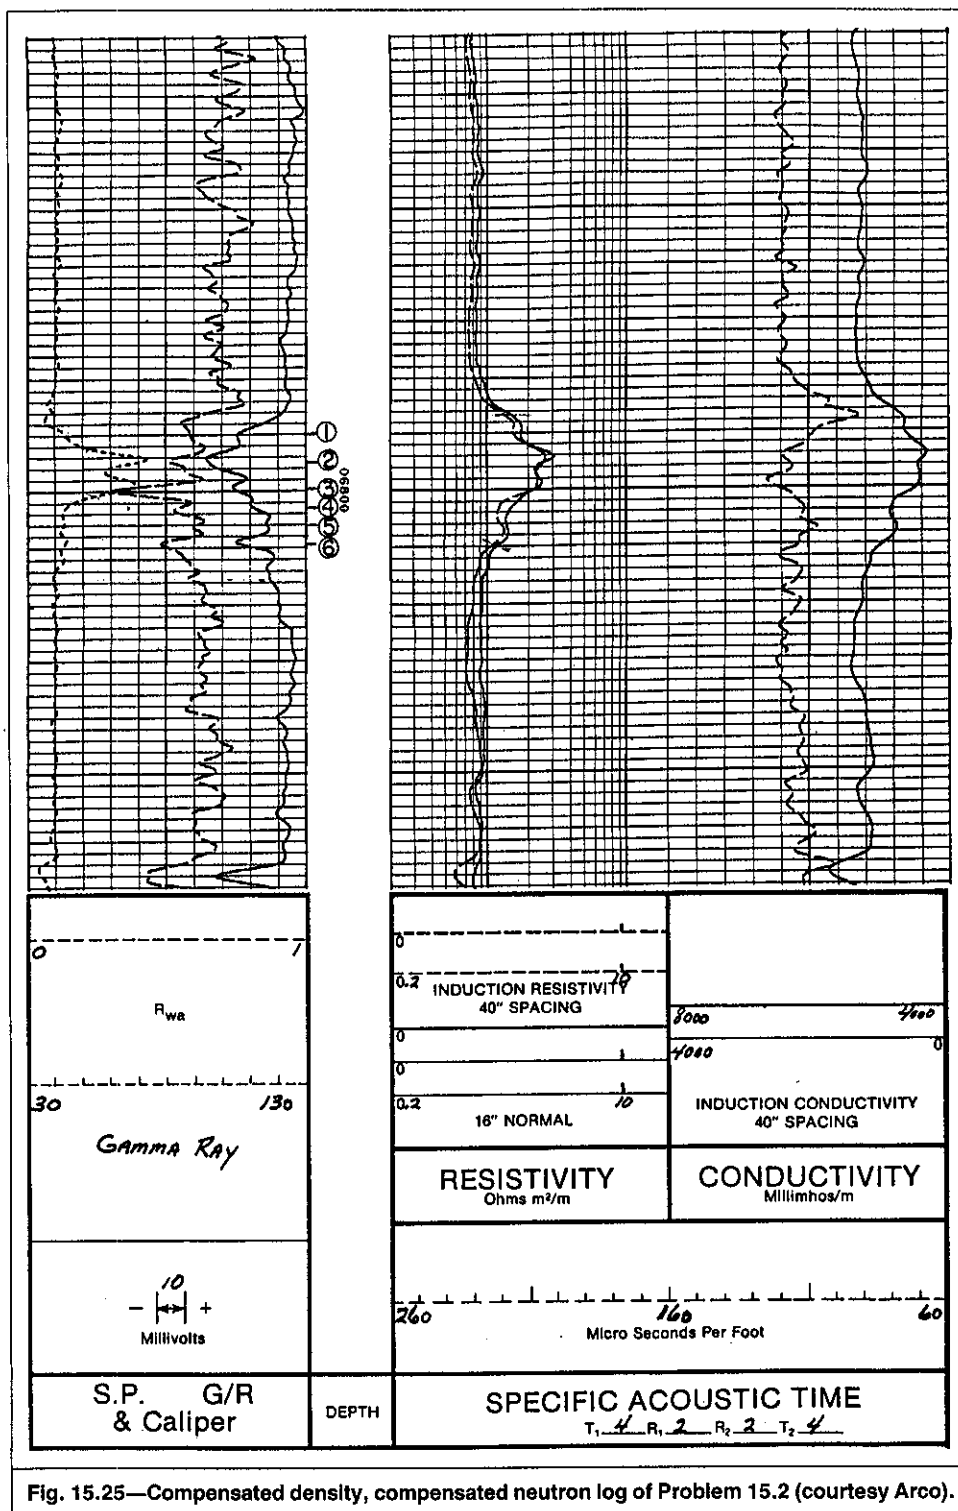 ①
②
③
④
⑤
⑥
06800
0 1
Rwa
30 130
GAMMA RAY
10
- +
Millivolts
S.P. G/R
& Caliper
DEPTH
0
0.2 10
INDUCTION RESISTIVITY
40" SPACING
0
0 1
0.2 10
16" NORMAL
RESISTIVITY
Ohms m²/m
8000 4000
4000 0
INDUCTION CONDUCTIVITY
40" SPACING
CONDUCTIVITY
Millimhos/m
260 160 60
Micro Seconds Per Foot
SPECIFIC ACOUSTIC TIME
T₁ 4 R₁ 2 R₂ 2 T₂ 4
Fig. 15.25—Compensated density, compensated neutron log of Problem 15.2 (courtesy Arco).